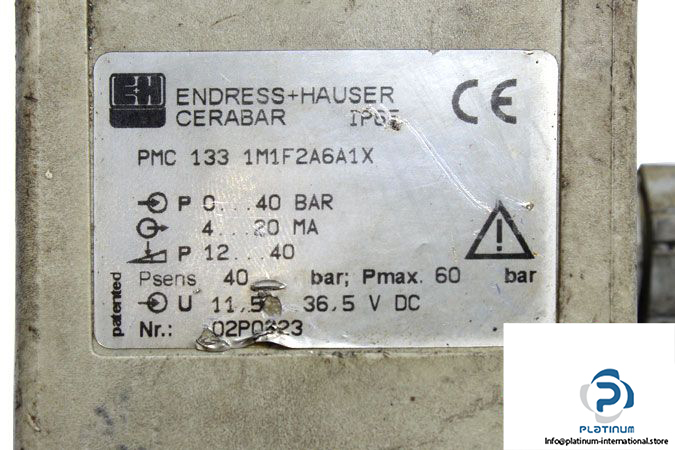 E+H
ENDRESS+HAUSER
CERABAR IP65
CE
PMC 133 1M1F2A6A1X
P 0...40 BAR
4...20 MA
P 12...40
Psens 40 bar; Pmax. 60 bar
U 11,5 36,5 V DC
Nr.:
patented
PLATINUM
Info@platinum-international.store